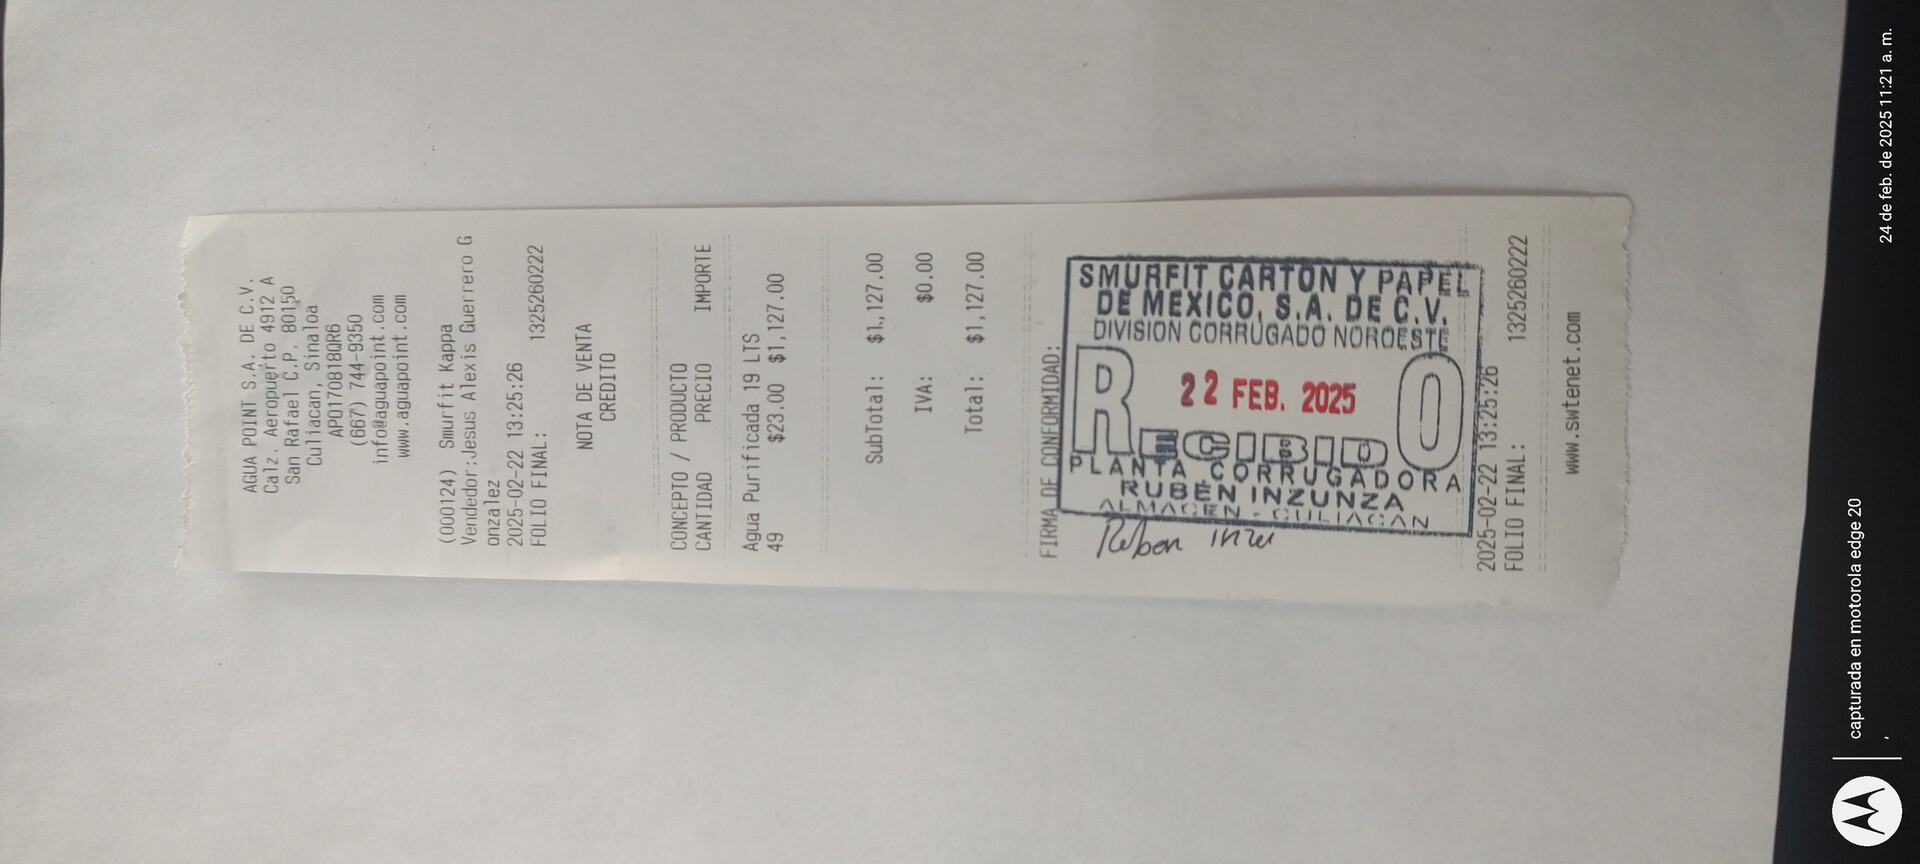 AGUA POINT S.A. DE C.V.
Calz. Aeropuerto 4912 A
San Rafael C.P. 80150
Culiacan, Sinaloa
APO170818QR6
(667) 744-9350
info@aguapoint.com
www.aguapoint.com
(000124) Smurfit Kappa
Vendedor:Jesus Alexis Guerrero G
onzalez
2025-02-22 13:25:26
FOLIO FINAL: 1325260222
NOTA DE VENTA
CREDITO
CONCEPTO / PRODUCTO
CANTIDAD PRECIO IMPORTE
Agua Purificada 19 LTS
49 $23.00 $1,127.00
SubTotal: $1,127.00
IVA: $0.00
Total: $1,127.00
FIRMA DE CONFORMIDAD:
SMURFIT CARTON Y PAPEL
DE MEXICO, S.A. DE C.V.
DIVISION CORRUGADO NOROESTE
22 FEB. 2025
RECIBIDO
PLANTA CORRUGADORA
RUBEN INZUNZA
ALMACEN - CULIACAN
Ruben Inzu
2025-02-22 13:25:26
FOLIO FINAL: 1325260222
www.swtenet.com
capturada en motorola edge 20
24 de feb. de 2025 11:21 a. m.